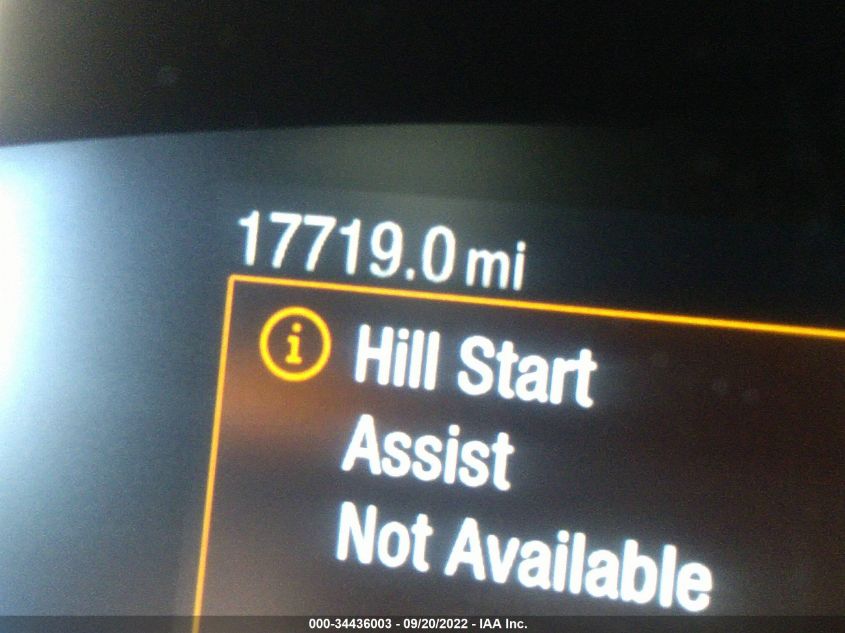 17719.0 mi
i
Hill Start
Assist
Not Available
000-34436003 - 09/20/2022 - IAA Inc.